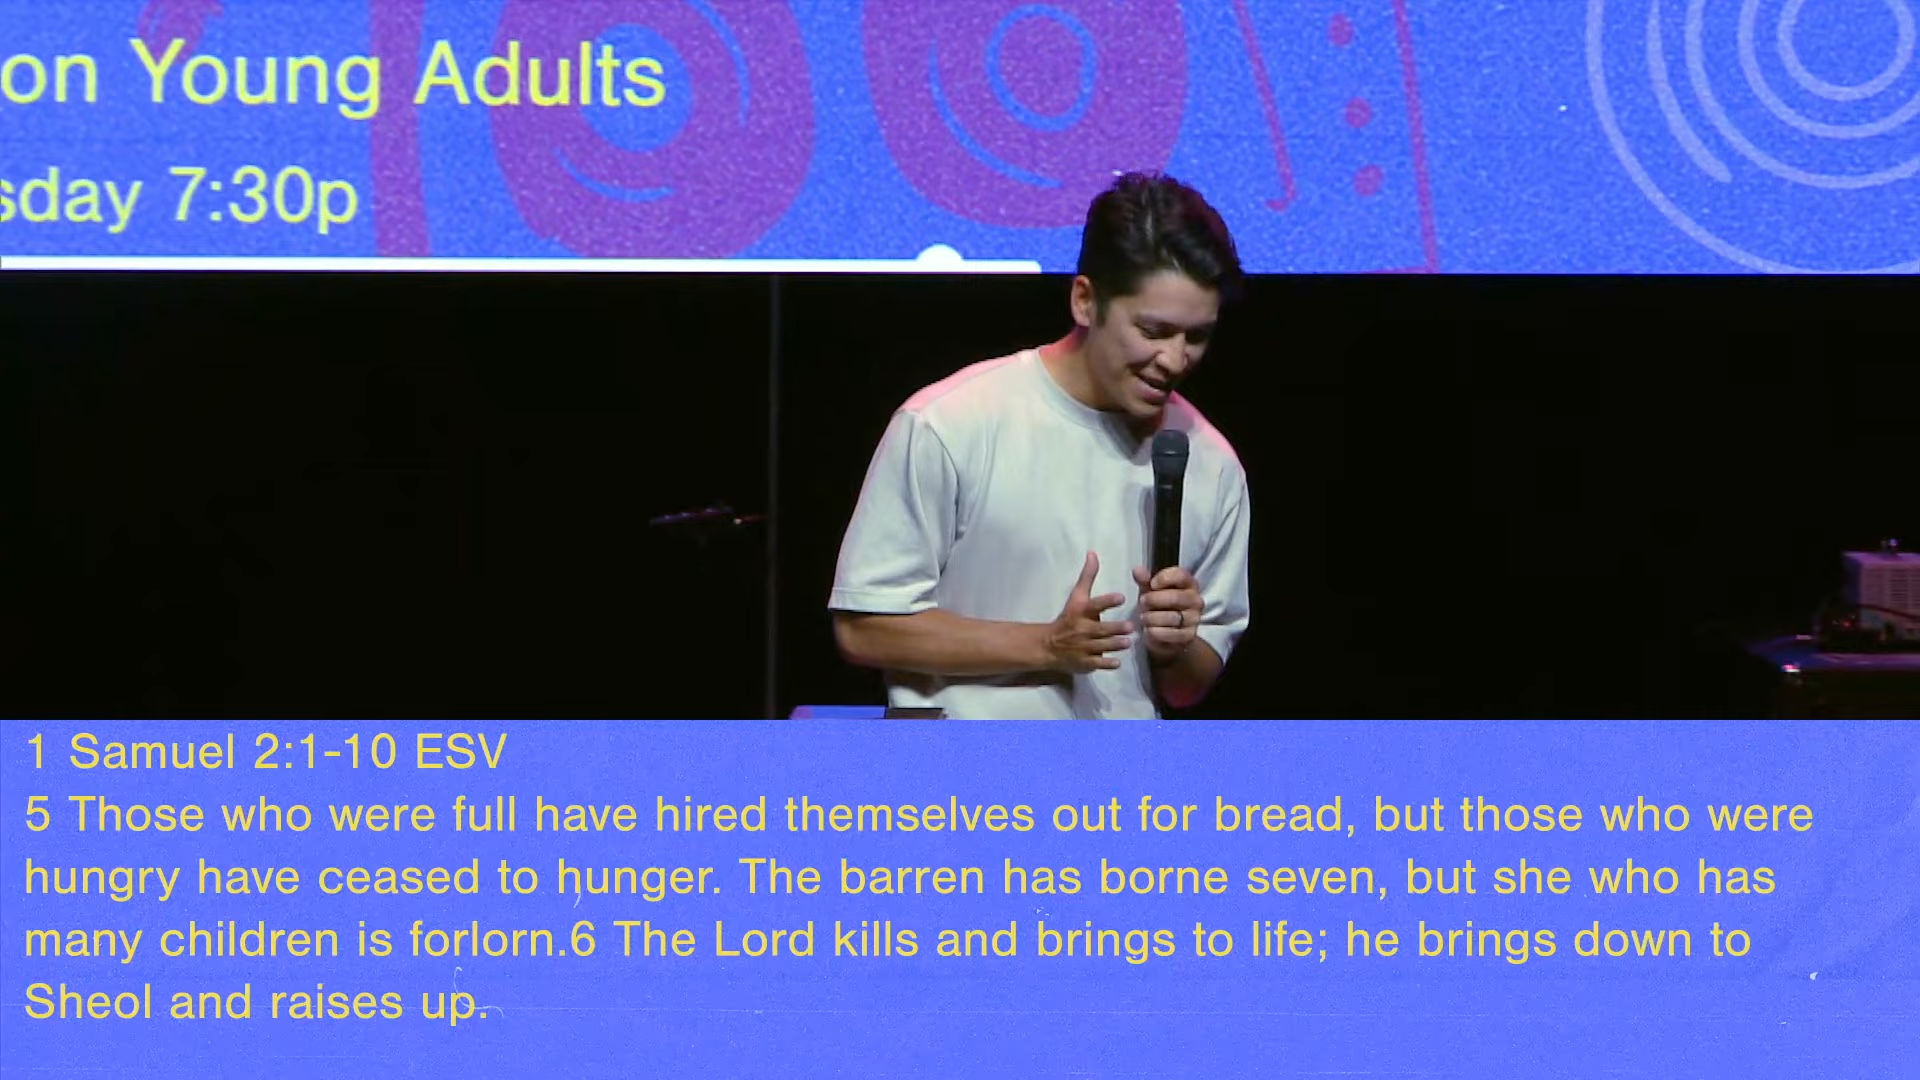 on Young Adults
sday 7:30p
1 Samuel 2:1-10 ESV
5 Those who were full have hired themselves out for bread, but those who were
hungry have ceased to hunger. The barren has borne seven, but she who has
many children is forlorn.6 The Lord kills and brings to life; he brings down to
Sheol and raises up.